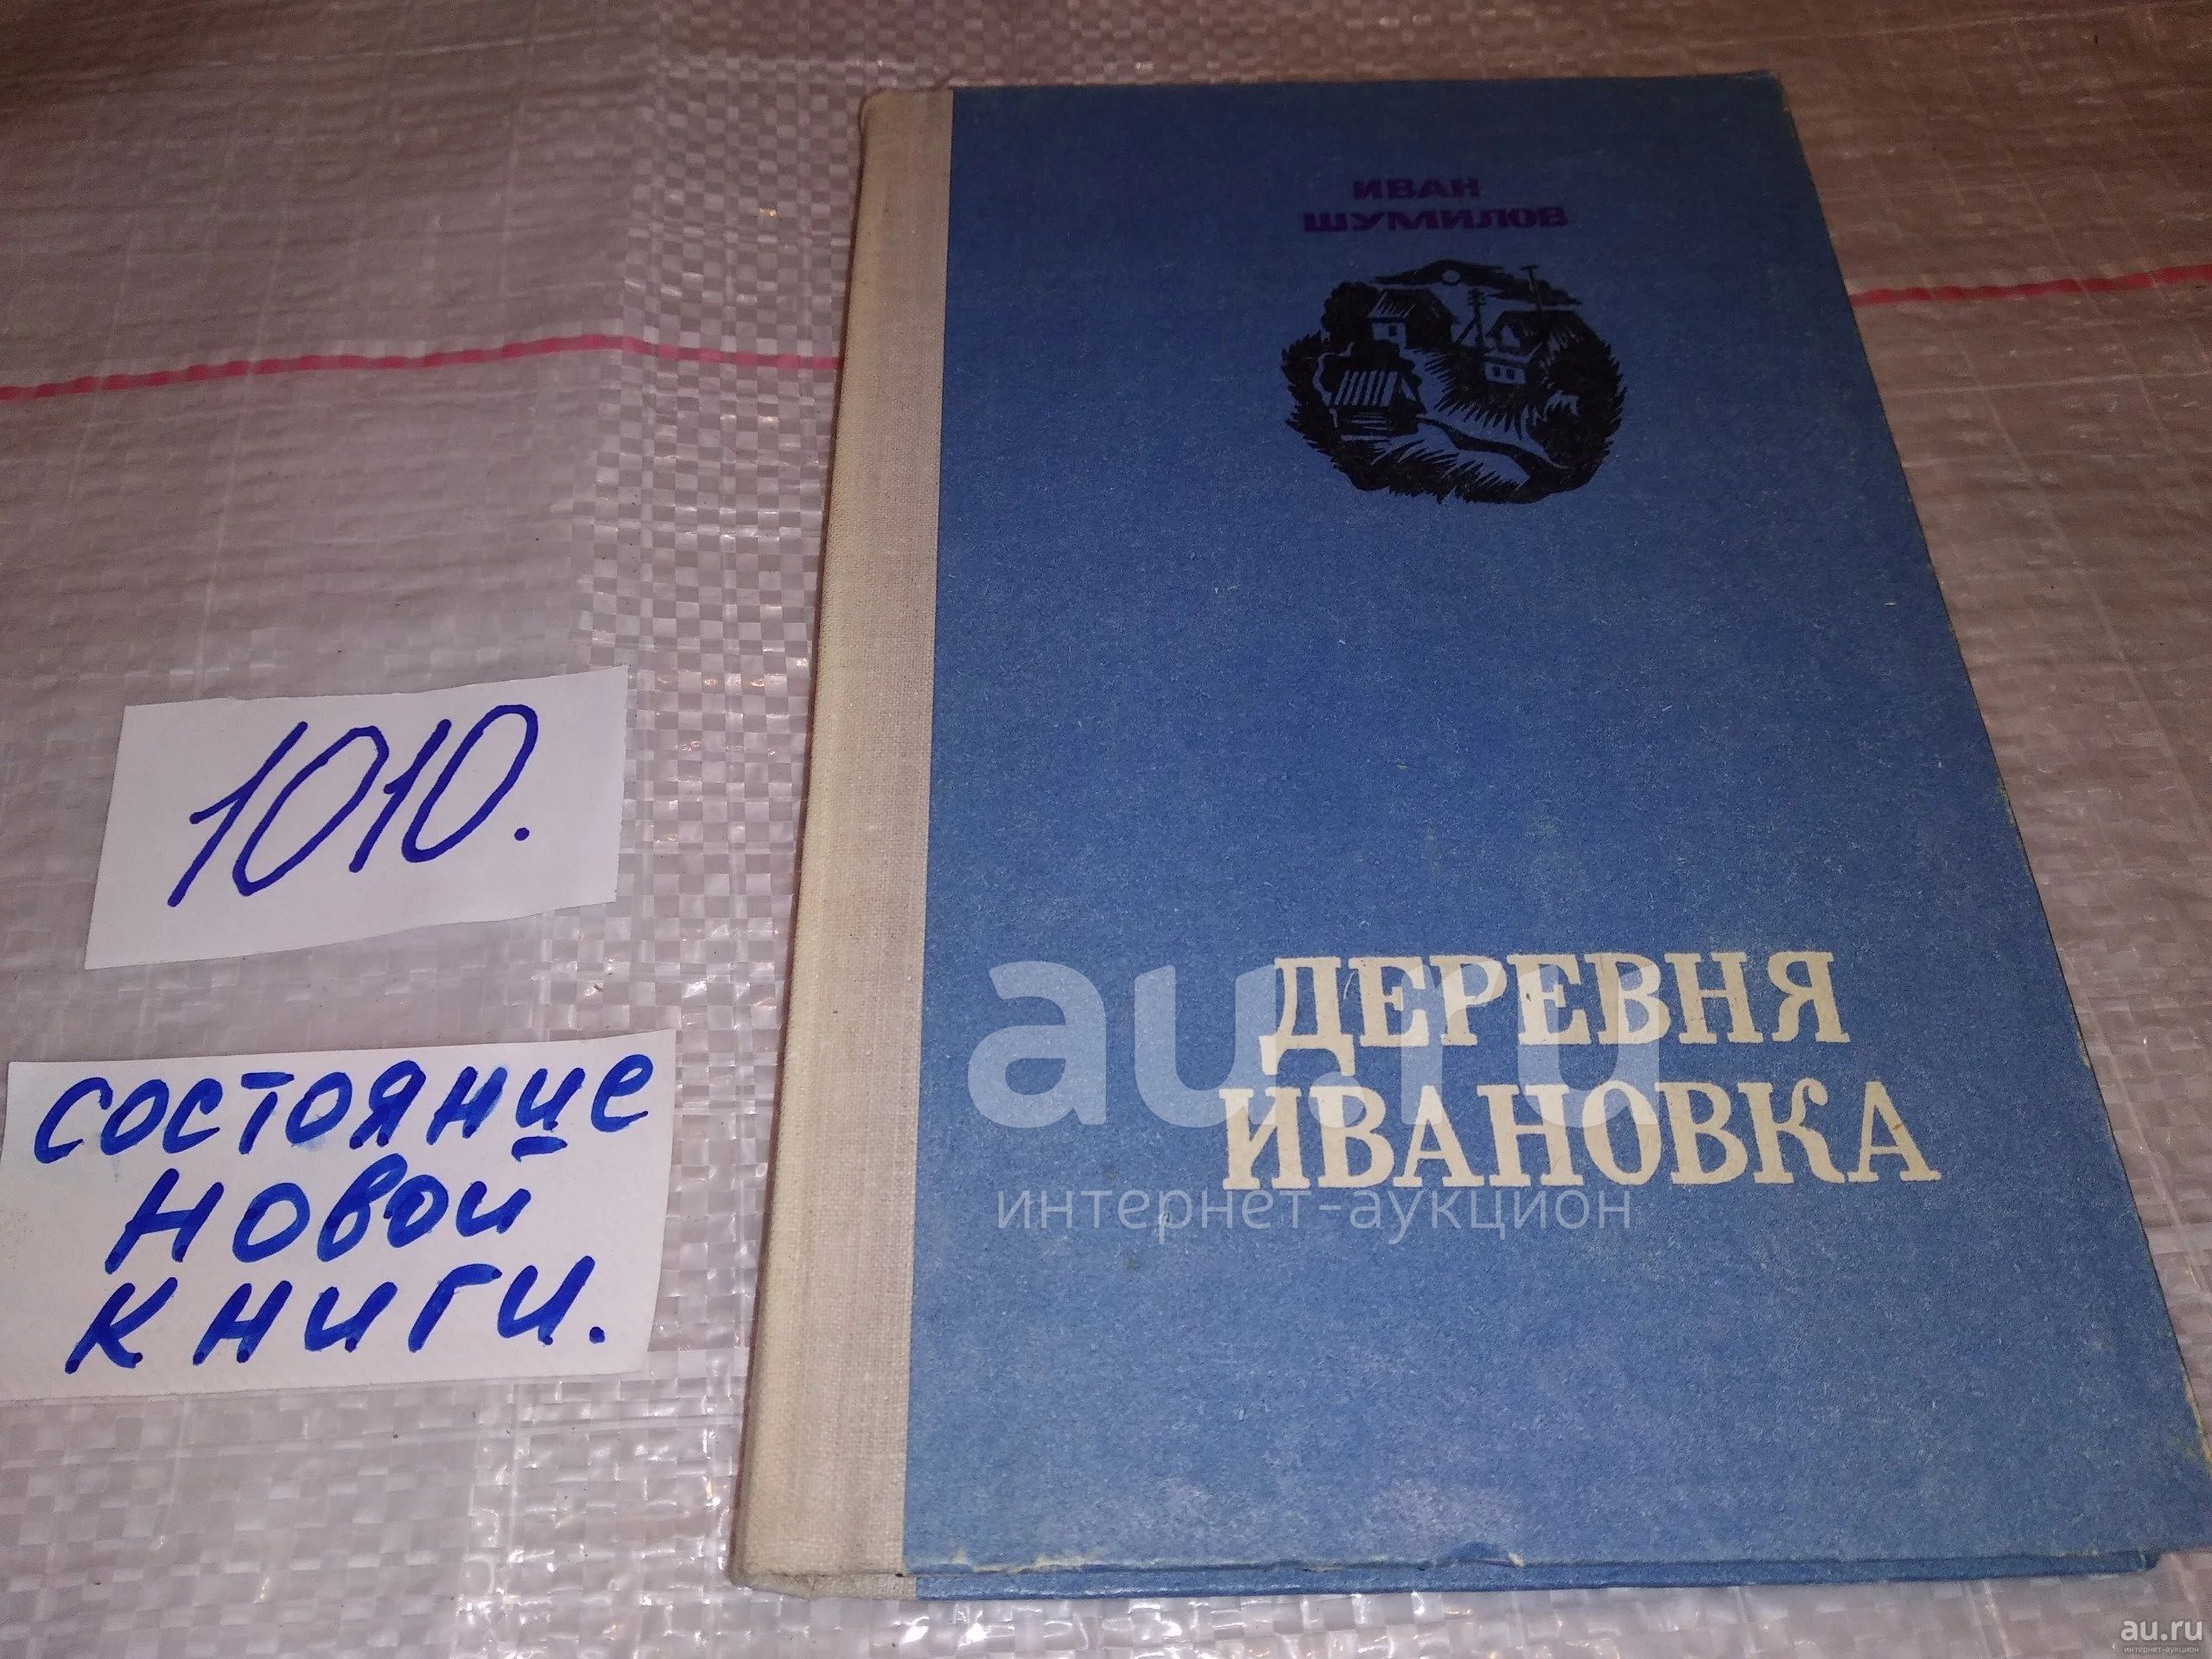 ИВАН
ШУМИЛОВ
1010.
СОСТОЯНИЕ
НОВОЙ
КНИГИ.
ДЕРЕВНЯ
ИВАНОВКА
au.ru
интернет-аукцион
au.ru
интернет-аукцион